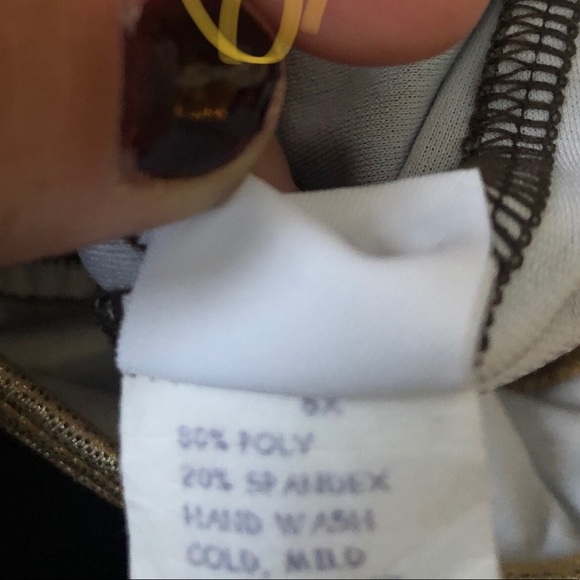 80% POLY
20% SPANDEX
HAND WASH
COLD, MILD